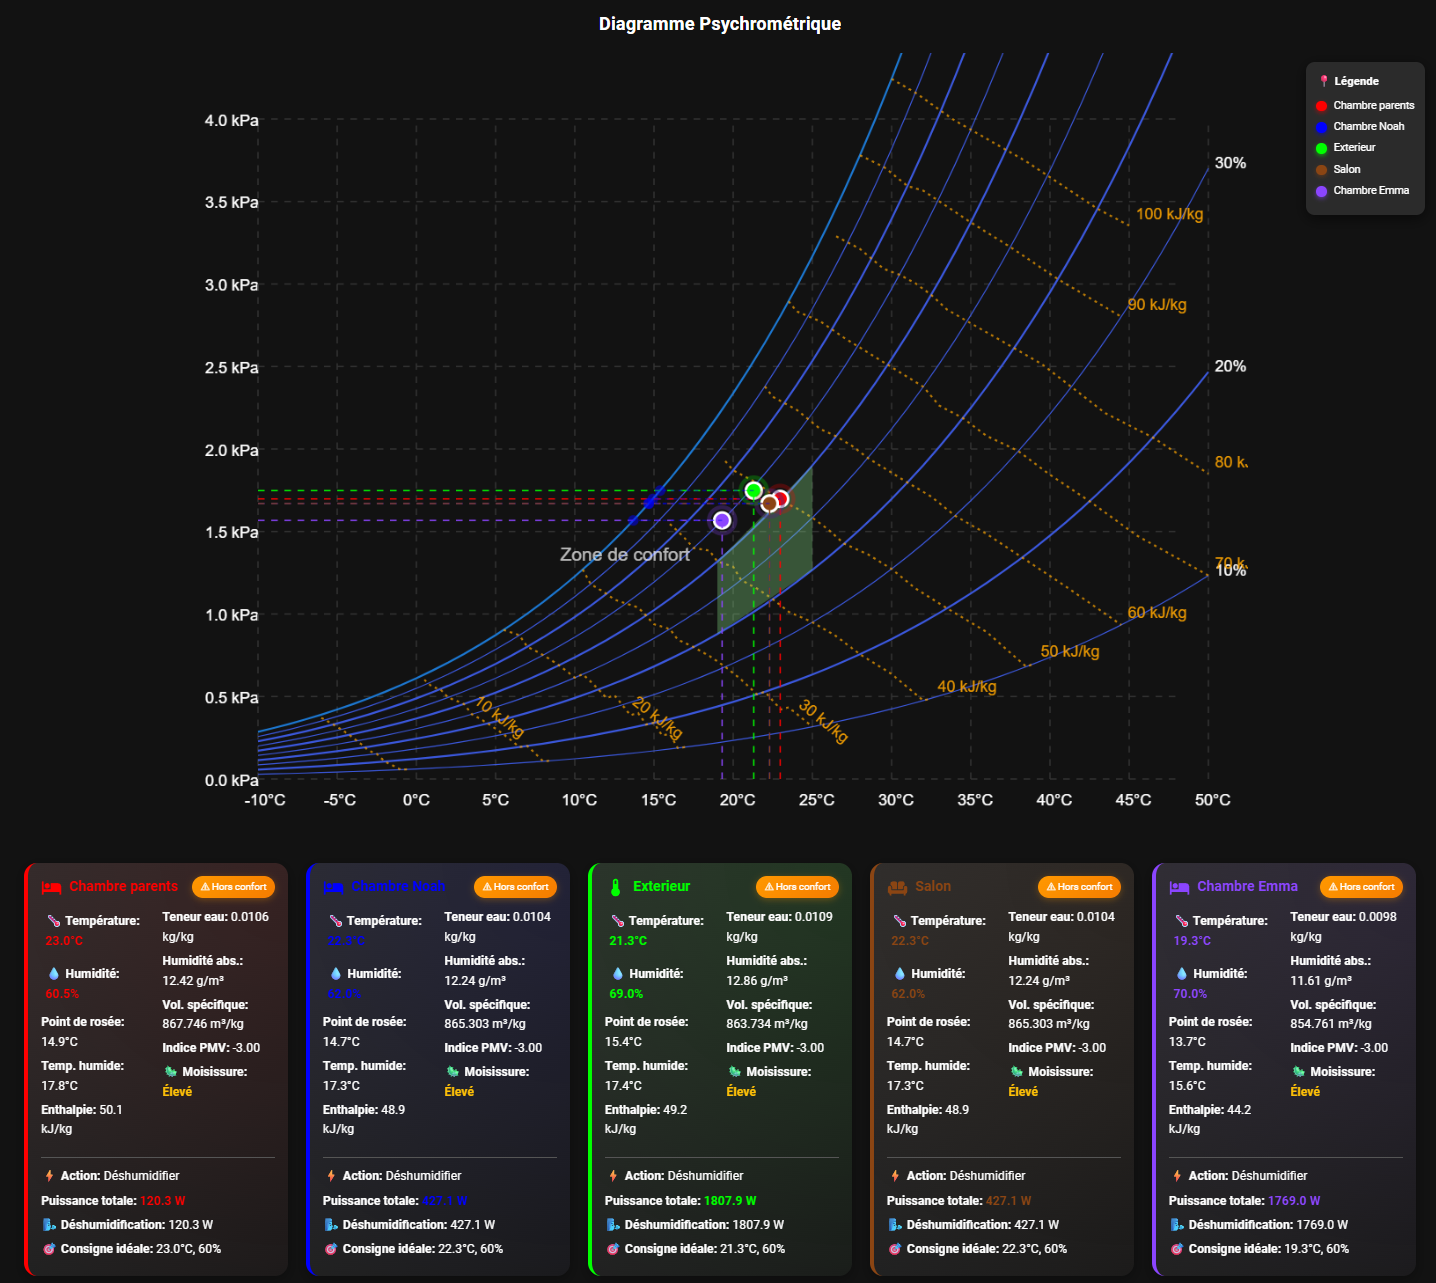 Diagramme Psychrométrique
Légende
Chambre parents
Chambre Noah
Exterieur
Salon
Chambre Emma
4.0 kPa
3.5 kPa
3.0 kPa
2.5 kPa
2.0 kPa
1.5 kPa
1.0 kPa
0.5 kPa
0.0 kPa
-10°C
-5°C
0°C
5°C
10°C
15°C
20°C
25°C
30°C
35°C
40°C
45°C
50°C
30%
20%
10%
100 kJ/kg
90 kJ/kg
80 k.
70 k.
60 kJ/kg
50 kJ/kg
40 kJ/kg
30 kJ/kg
20 kJ/kg
10 kJ/kg
Zone de confort
Chambre parents
Hors confort
Température:
23.0°C
Humidité:
60.5%
Point de rosée:
14.9°C
Temp. humide:
17.8°C
Enthalpie: 50.1
kJ/kg
Teneur eau: 0.0106
kg/kg
Humidité abs.:
12.42 g/m³
Vol. spécifique:
867.746 m³/kg
Indice PMV: -3.00
Moisissure:
Élevé
Action: Déshumidifier
Puissance totale: 120.3 W
Déshumidification: 120.3 W
Consigne idéale: 23.0°C, 60%
Chambre Noah
Hors confort
Température:
22.3°C
Humidité:
62.0%
Point de rosée:
14.7°C
Temp. humide:
17.3°C
Enthalpie: 48.9
kJ/kg
Teneur eau: 0.0104
kg/kg
Humidité abs.:
12.24 g/m³
Vol. spécifique:
865.303 m³/kg
Indice PMV: -3.00
Moisissure:
Élevé
Action: Déshumidifier
Puissance totale: 427.1 W
Déshumidification: 427.1 W
Consigne idéale: 22.3°C, 60%
Exterieur
Hors confort
Température:
21.3°C
Humidité:
69.0%
Point de rosée:
15.4°C
Temp. humide:
17.4°C
Enthalpie: 49.2
kJ/kg
Teneur eau: 0.0109
kg/kg
Humidité abs.:
12.86 g/m³
Vol. spécifique:
863.734 m³/kg
Indice PMV: -3.00
Moisissure:
Élevé
Action: Déshumidifier
Puissance totale: 1807.9 W
Déshumidification: 1807.9 W
Consigne idéale: 21.3°C, 60%
Salon
Hors confort
Température:
22.3°C
Humidité:
62.0%
Point de rosée:
14.7°C
Temp. humide:
17.3°C
Enthalpie: 48.9
kJ/kg
Teneur eau: 0.0104
kg/kg
Humidité abs.:
12.24 g/m³
Vol. spécifique:
865.303 m³/kg
Indice PMV: -3.00
Moisissure:
Élevé
Action: Déshumidifier
Puissance totale: 427.1 W
Déshumidification: 427.1 W
Consigne idéale: 22.3°C, 60%
Chambre Emma
Hors confort
Température:
19.3°C
Humidité:
70.0%
Point de rosée:
13.7°C
Temp. humide:
15.6°C
Enthalpie: 44.2
kJ/kg
Teneur eau: 0.0098
kg/kg
Humidité abs.:
11.61 g/m³
Vol. spécifique:
854.761 m³/kg
Indice PMV: -3.00
Moisissure:
Élevé
Action: Déshumidifier
Puissance totale: 1769.0 W
Déshumidification: 1769.0 W
Consigne idéale: 19.3°C, 60%